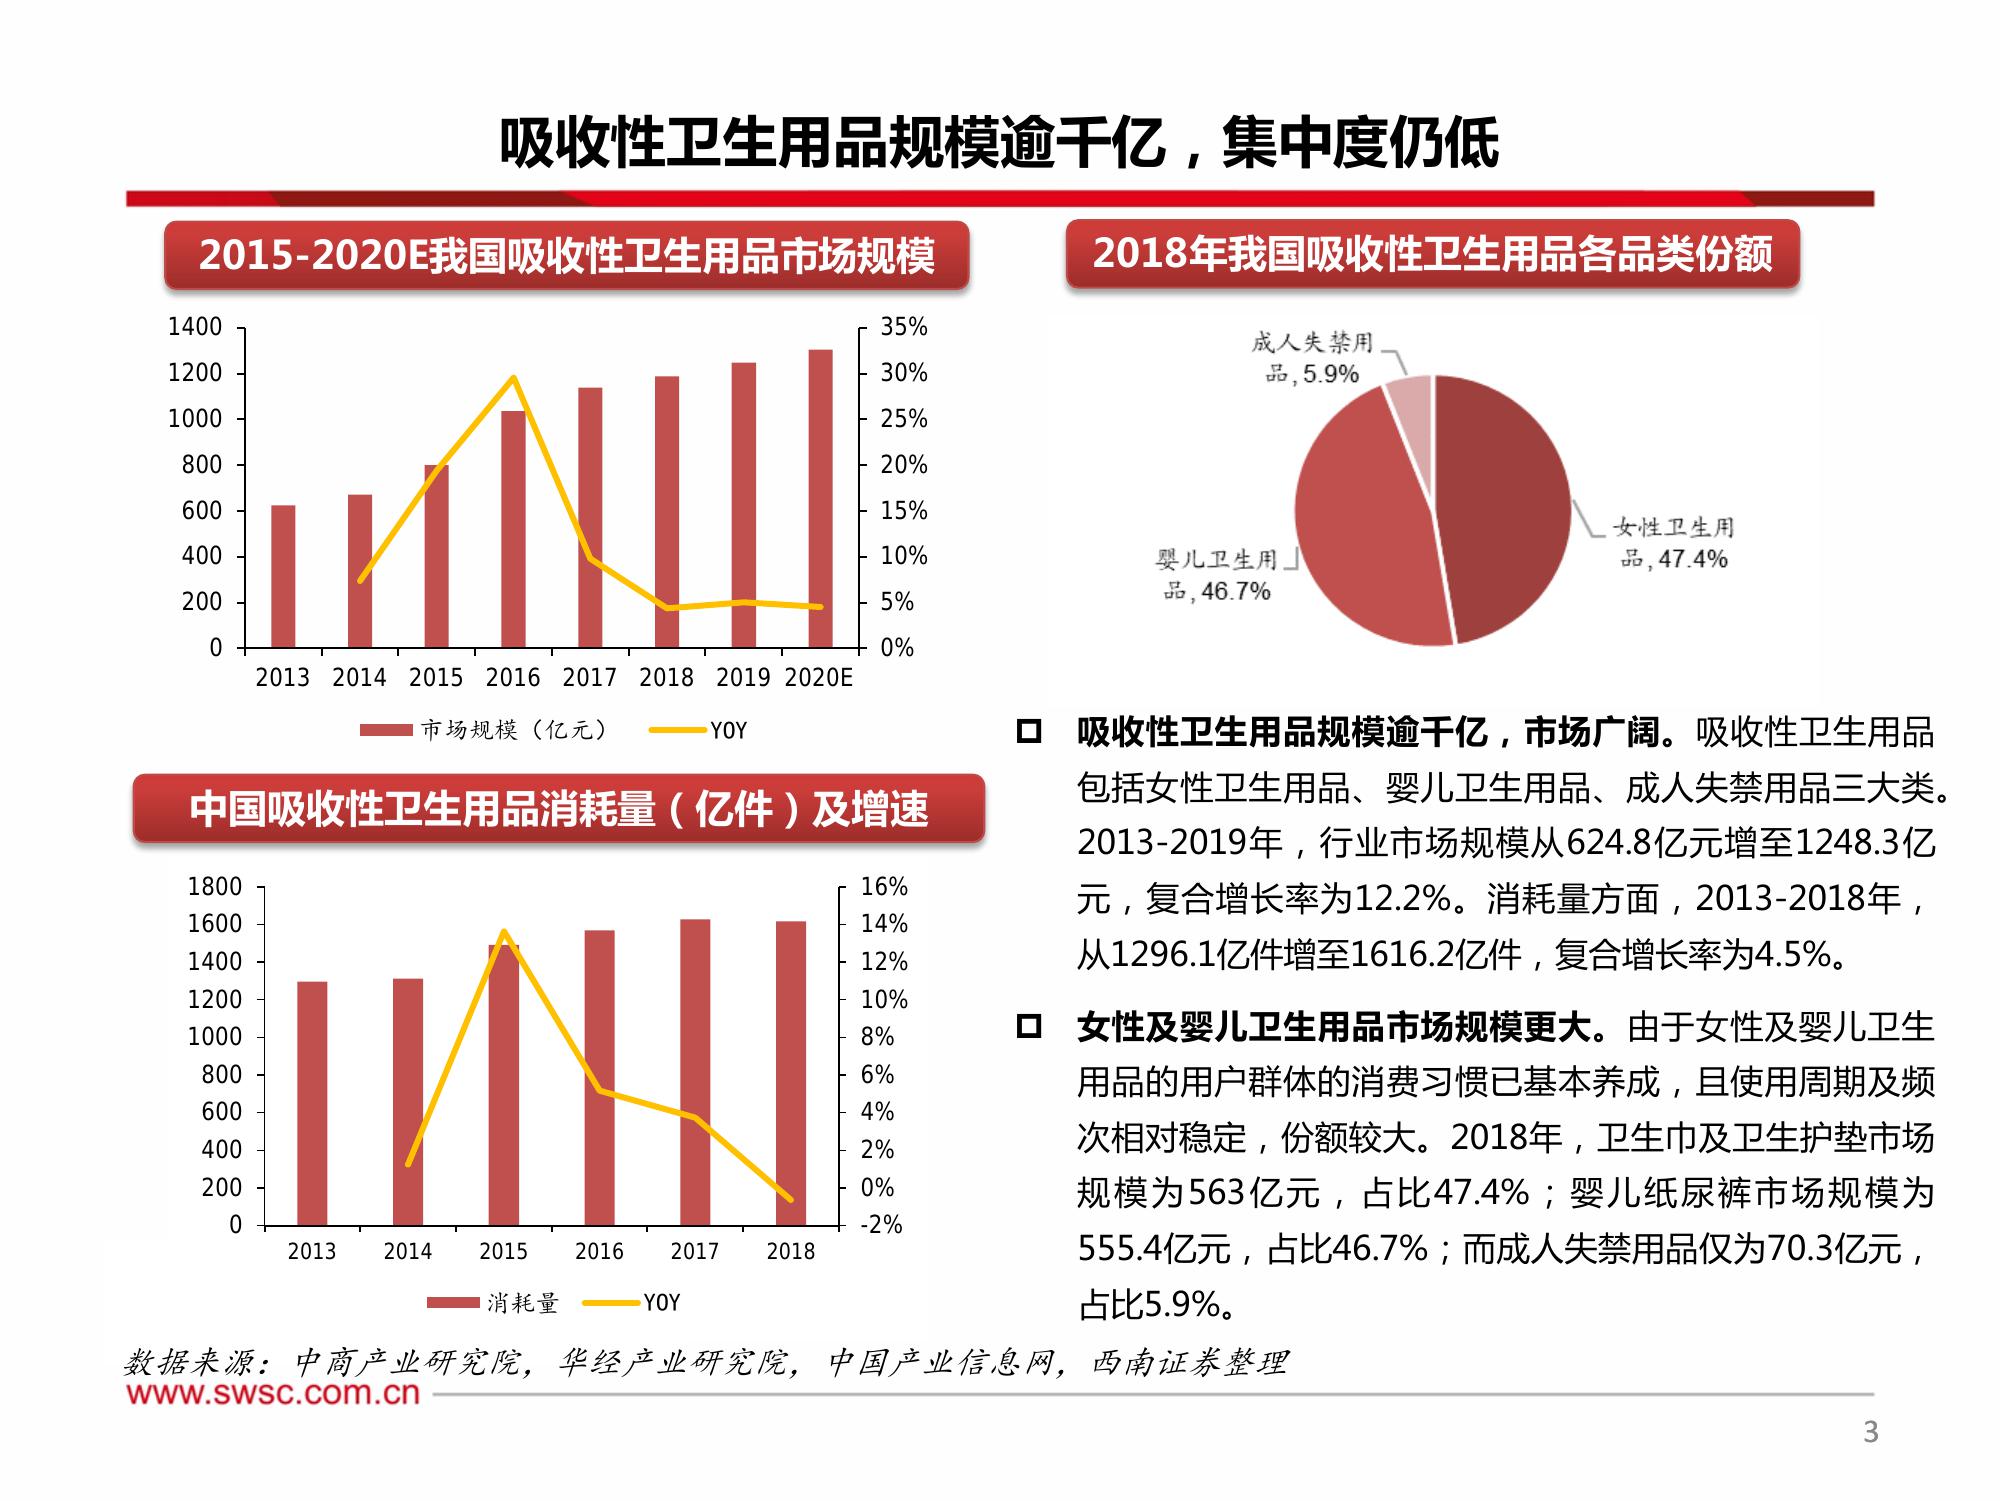 吸收性卫生用品规模逾千亿，集中度仍低
2015-2020E我国吸收性卫生用品市场规模
1400
1200
1000
800
600
400
200
0
35%
30%
25%
20%
15%
10%
5%
0%
2013 2014 2015 2016 2017 2018 2019 2020E
市场规模（亿元） YOY
中国吸收性卫生用品消耗量（亿件）及增速
1800
1600
1400
1200
1000
800
600
400
200
0
16%
14%
12%
10%
8%
6%
4%
2%
0%
-2%
2013 2014 2015 2016 2017 2018
消耗量 YOY
2018年我国吸收性卫生用品各品类份额
成人失禁用
品, 5.9%
女性卫生用
品, 47.4%
婴儿卫生用
品, 46.7%
吸收性卫生用品规模逾千亿，市场广阔。吸收性卫生用品
包括女性卫生用品、婴儿卫生用品、成人失禁用品三大类。
2013-2019年，行业市场规模从624.8亿元增至1248.3亿
元，复合增长率为12.2%。消耗量方面，2013-2018年，
从1296.1亿件增至1616.2亿件，复合增长率为4.5%。
女性及婴儿卫生用品市场规模更大。由于女性及婴儿卫生
用品的用户群体的消费习惯已基本养成，且使用周期及频
次相对稳定，份额较大。2018年，卫生巾及卫生护垫市场
规模为563亿元，占比47.4%；婴儿纸尿裤市场规模为
555.4亿元，占比46.7%；而成人失禁用品仅为70.3亿元，
占比5.9%。
数据来源：中商产业研究院，华经产业研究院，中国产业信息网，西南证券整理
www.swsc.com.cn
3